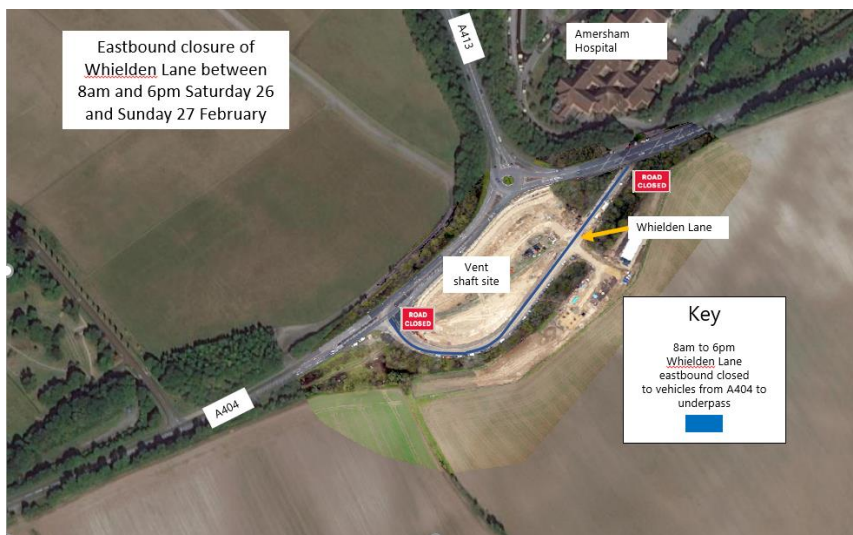 Eastbound closure of
Whielden Lane between
8am and 6pm Saturday 26
and Sunday 27 February
A413
Amersham
Hospital
ROAD
CLOSED
Whielden Lane
Vent
shaft site
ROAD
CLOSED
A404
Key
8am to 6pm
Whielden Lane
eastbound closed
to vehicles from A404 to
underpass